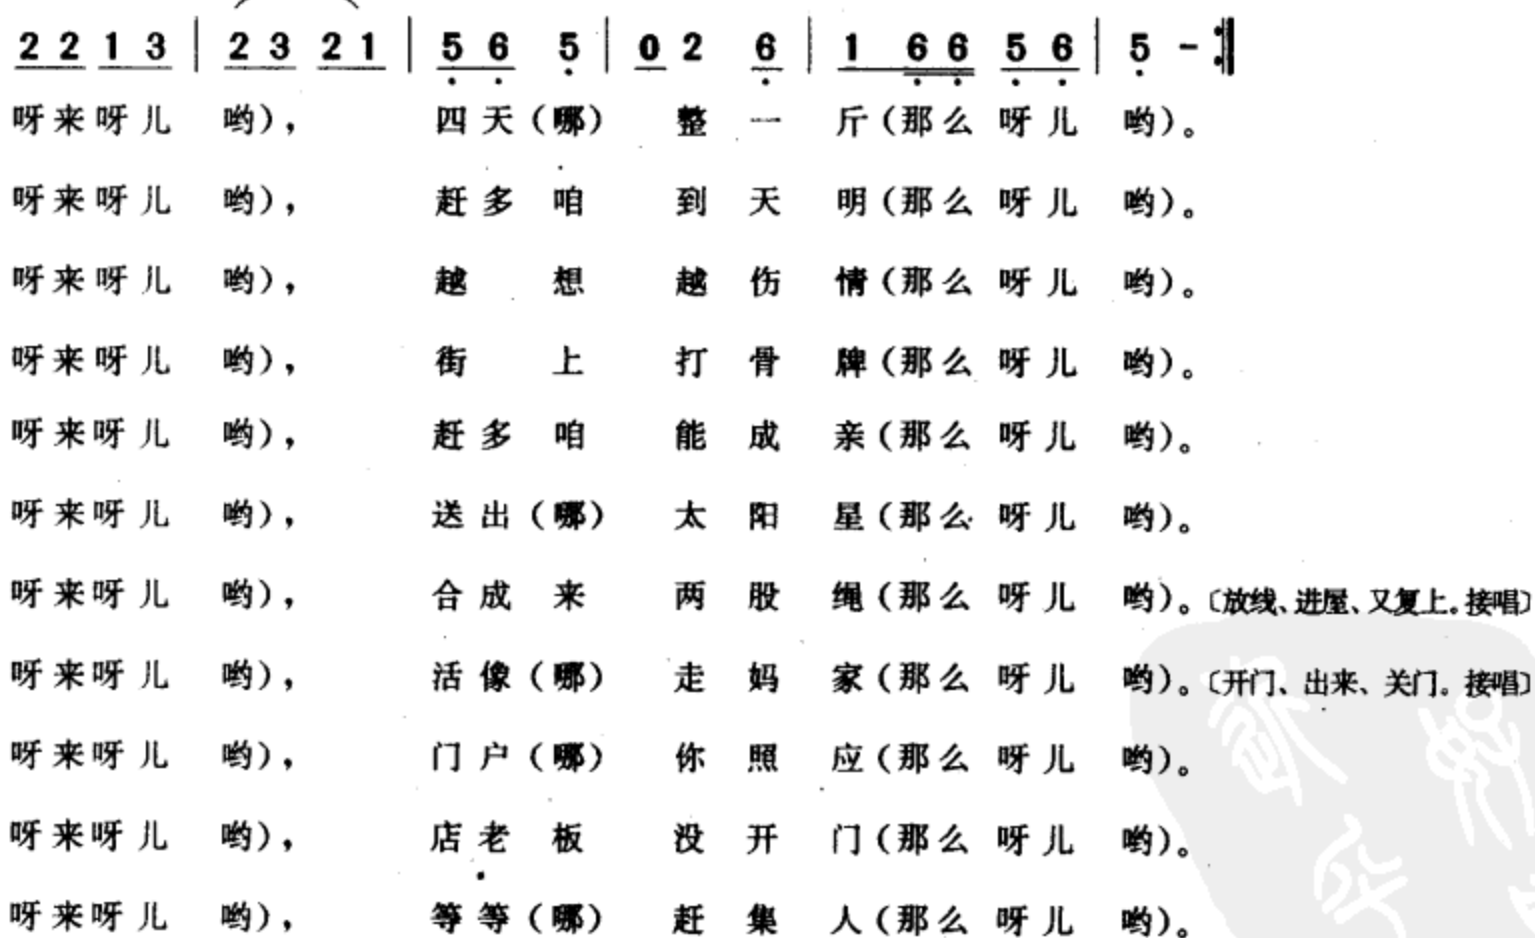 2 2 1 3 | 2 3 2 1 | 5 6 5 | 0 2 6 | 1 6 6 5 6 | 5 - :|
呀来呀儿 哟), 四天(哪) 整一斤(那么 呀儿 哟)。
呀来呀儿 哟), 赶多咱 到天明(那么 呀儿 哟)。
呀来呀儿 哟), 越想 越伤情(那么 呀儿 哟)。
呀来呀儿 哟), 街上 打骨牌(那么 呀儿 哟)。
呀来呀儿 哟), 赶多咱 能成亲(那么 呀儿 哟)。
呀来呀儿 哟), 送出(哪) 太阳星(那么 呀儿 哟)。
呀来呀儿 哟), 合成来 两股绳(那么 呀儿 哟)。〔放线、进屋、又复上。接唱〕
呀来呀儿 哟), 活像(哪) 走妈家(那么 呀儿 哟)。〔开门、出来、关门。接唱〕
呀来呀儿 哟), 门户(哪) 你照应(那么 呀儿 哟)。
呀来呀儿 哟), 店老板 没开门(那么 呀儿 哟)。
呀来呀儿 哟), 等等(哪) 赶集人(那么 呀儿 哟)。